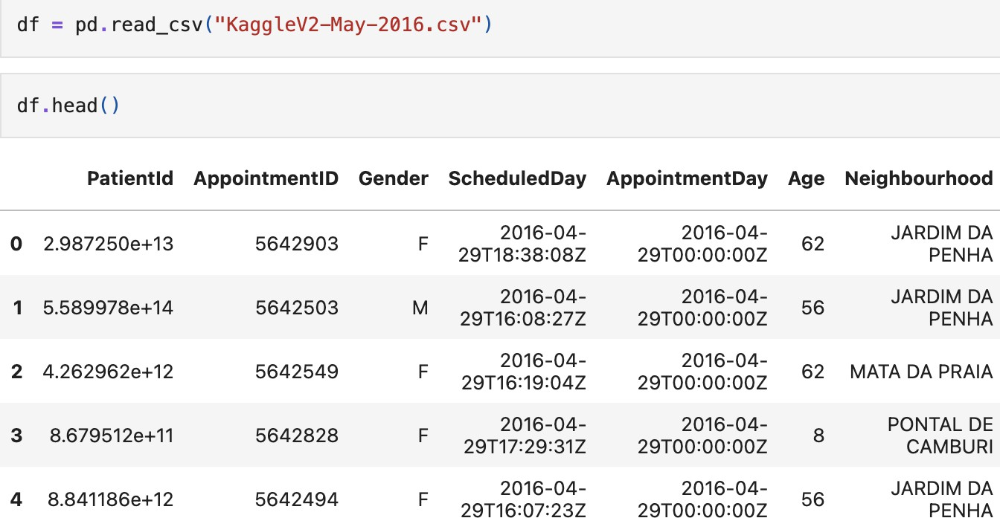 df = pd.read_csv("KaggleV2-May-2016.csv")
df.head()
PatientId AppointmentID Gender ScheduledDay AppointmentDay Age Neighbourhood
0 2.987250e+13 5642903 F 2016-04-29T18:38:08Z 2016-04-29T00:00:00Z 62 JARDIM DA PENHA
1 5.589978e+14 5642503 M 2016-04-29T16:08:27Z 2016-04-29T00:00:00Z 56 JARDIM DA PENHA
2 4.262962e+12 5642549 F 2016-04-29T16:19:04Z 2016-04-29T00:00:00Z 62 MATA DA PRAIA
3 8.679512e+11 5642828 F 2016-04-29T17:29:31Z 2016-04-29T00:00:00Z 8 PONTAL DE CAMBURI
4 8.841186e+12 5642494 F 2016-04-29T16:07:23Z 2016-04-29T00:00:00Z 56 JARDIM DA PENHA